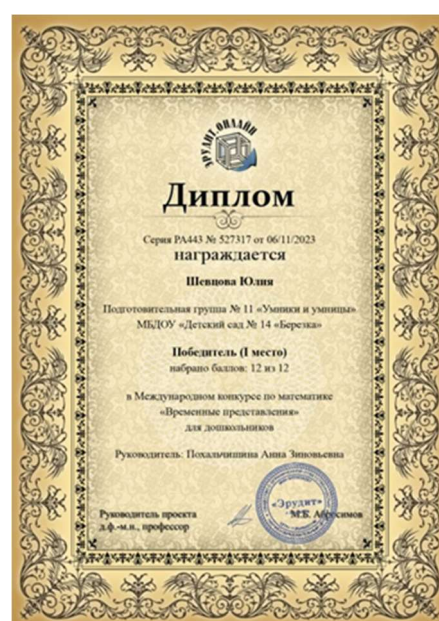 ЭРУДИТ ОНЛАЙН
Диплом
Серия РА443 № 527317 от 06/11/2023
награждается
Шевцова Юлия
Подготовительная группа № 11 «Умники и умницы»
МБДОУ «Детский сад № 14 «Березка»
Победитель (I место)
набрано баллов: 12 из 12
в Международном конкурсе по математике
«Временные представления»
для дошкольников
Руководитель: Похальчишина Анна Зиновьевна
«Эрудит»
Руководитель проекта
д.ф.-м.н., профессор
М.Б. Абросимов